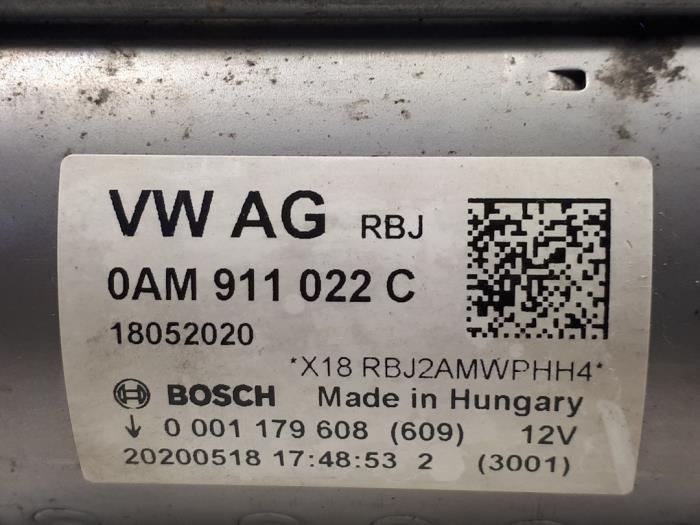 VW AG RBJ
0AM 911 022 C
18052020
*X18 RBJ2AMWPHH4*
BOSCH Made in Hungary
↓ 0 001 179 608 (609) 12V
20200518 17:48:53 2 (3001)